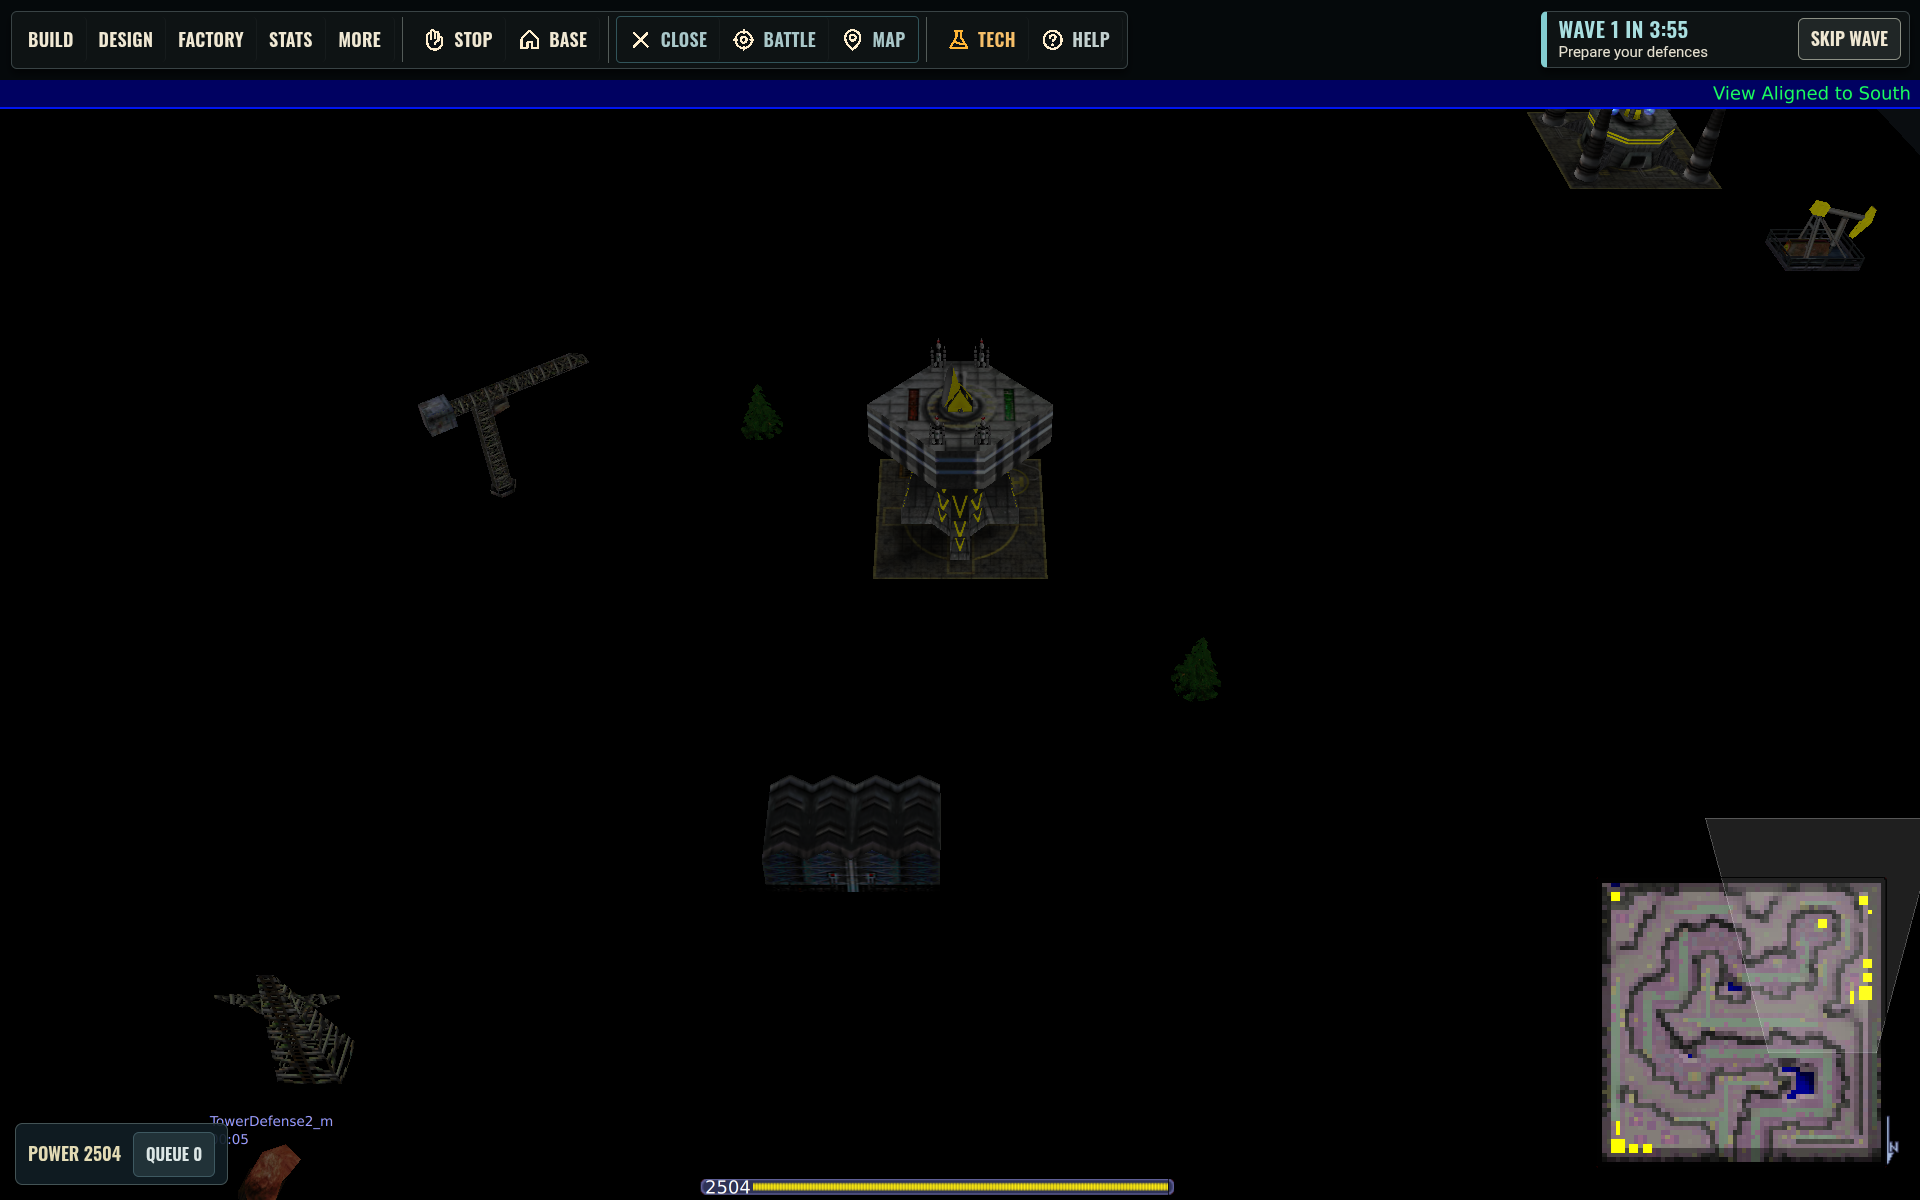 BUILD DESIGN FACTORY STATS MORE STOP BASE CLOSE BATTLE MAP TECH HELP
WAVE 1 IN 3:55
Prepare your defences
SKIP WAVE
View Aligned to South
TowerDefense2_m
:05
POWER 2504 QUEUE 0
2504
N